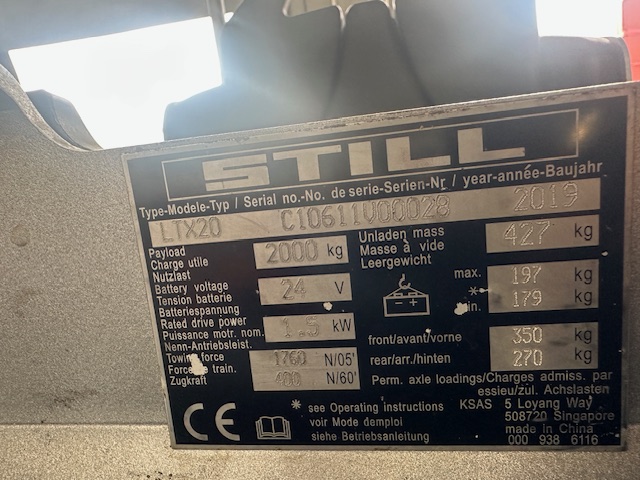 STILL
Type-Modele-Typ / Serial no.-No. de serie-Serien-Nr / year-année-Baujahr
LTX20 C10611V00028 2019
Payload
Charge utile
Nutzlast
2000 kg
Battery voltage
Tension batterie
Batteriespannung
24 V
Rated drive power
Puissance motr. nom.
Nenn-Antriebsleist.
1.5 kW
Towing force
Force de train.
Zugkraft
1760 N/05'
400 N/60'
Unladen mass
Masse à vide
Leergewicht
427 kg
max. 197 kg
* min. 179 kg
front/avant/vorne 350 kg
rear/arr./hinten 270 kg
Perm. axle loadings/Charges admiss. par
essieu/zul. Achslasten
CE
* see Operating instructions
voir Mode d'emploi
siehe Betriebsanleitung
KSAS 5 Loyang Way
508720 Singapore
made in China
000 938 6116